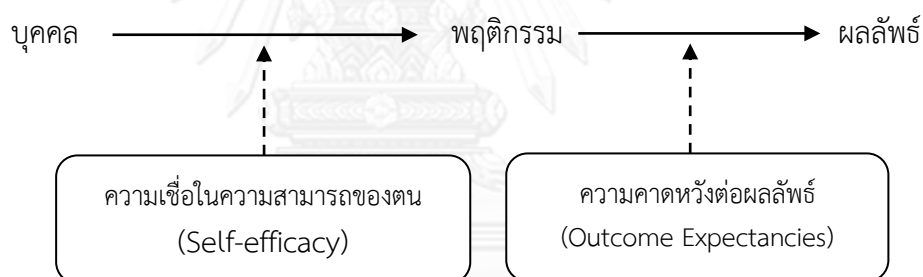 บุคคล พฤติกรรม ผลลัพธ์
ความเชื่อในความสามารถของตน
(Self-efficacy)
ความคาดหวังต่อผลลัพธ์
(Outcome Expectancies)